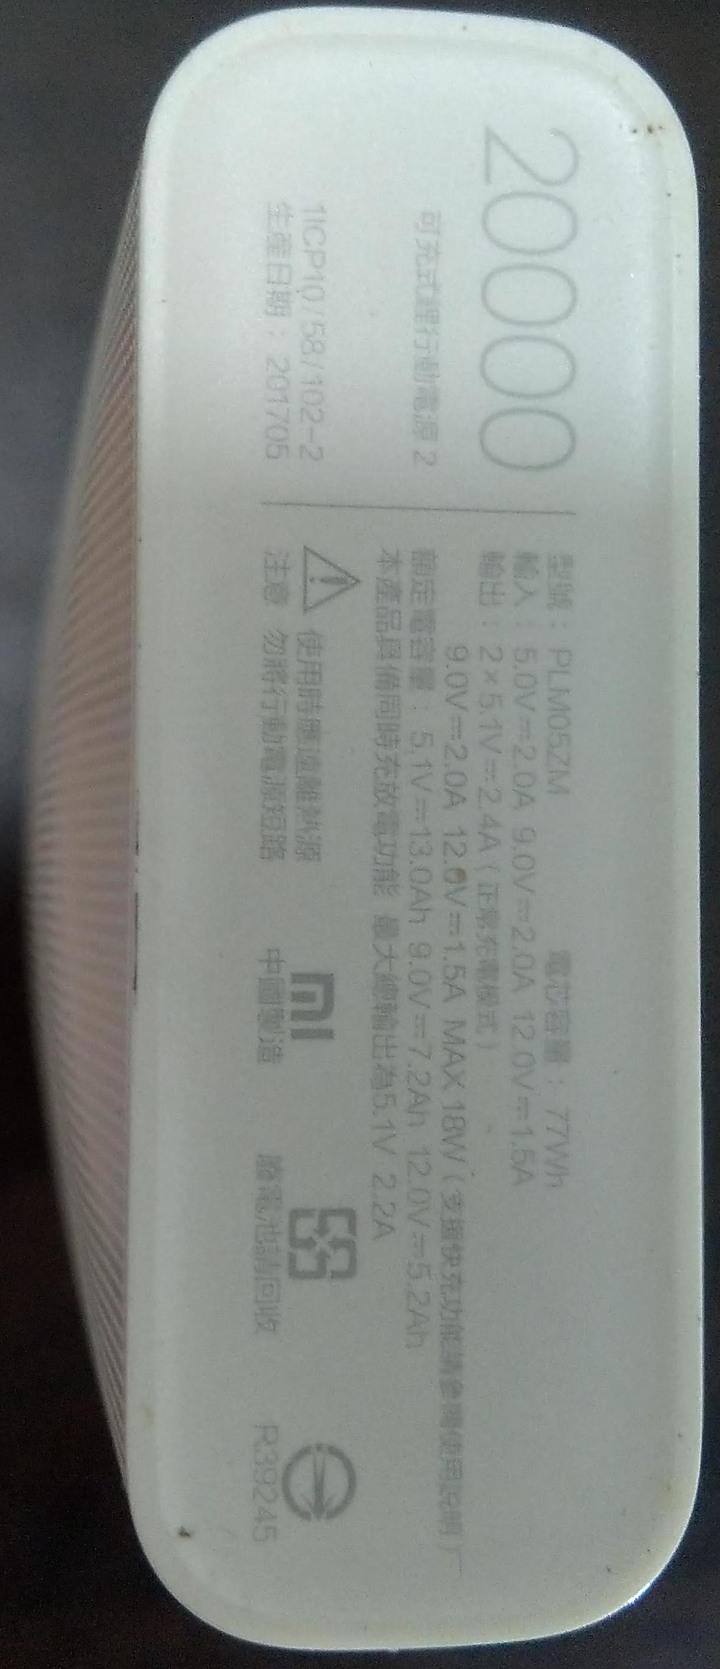 20000
可充式鋰行動電源 2
1ICP10/58/102-2
生產日期：201705
型號：PLM05ZM 電芯容量：77Wh
輸入：5.0V⎓2.0A 9.0V⎓2.0A 12.0V⎓1.5A
輸出：2×5.1V⎓2.4A（正常充電模式）
9.0V⎓2.0A 12.0V⎓1.5A MAX 18W（支援快充功能請參閱使用說明）
額定電容量：5.1V⎓13.0Ah 9.0V⎓7.2Ah 12.0V⎓5.2Ah
本產品具備同時充放電功能 最大總輸出為5.1V 2.2A
使用時應遠離熱源
注意 勿將行動電源短路
mi
中國製造
廢電池請回收
R39245